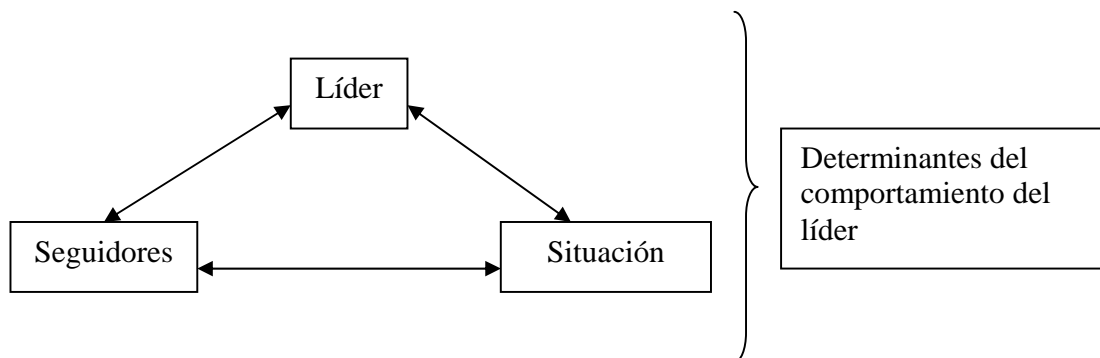 Líder
Seguidores
Situación
Determinantes del
comportamiento del
líder